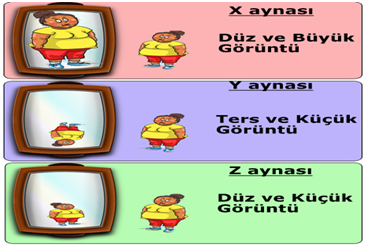 X aynası
Düz ve Büyük
Görüntü
Y aynası
Ters ve Küçük
Görüntü
Z aynası
Düz ve Küçük
Görüntü